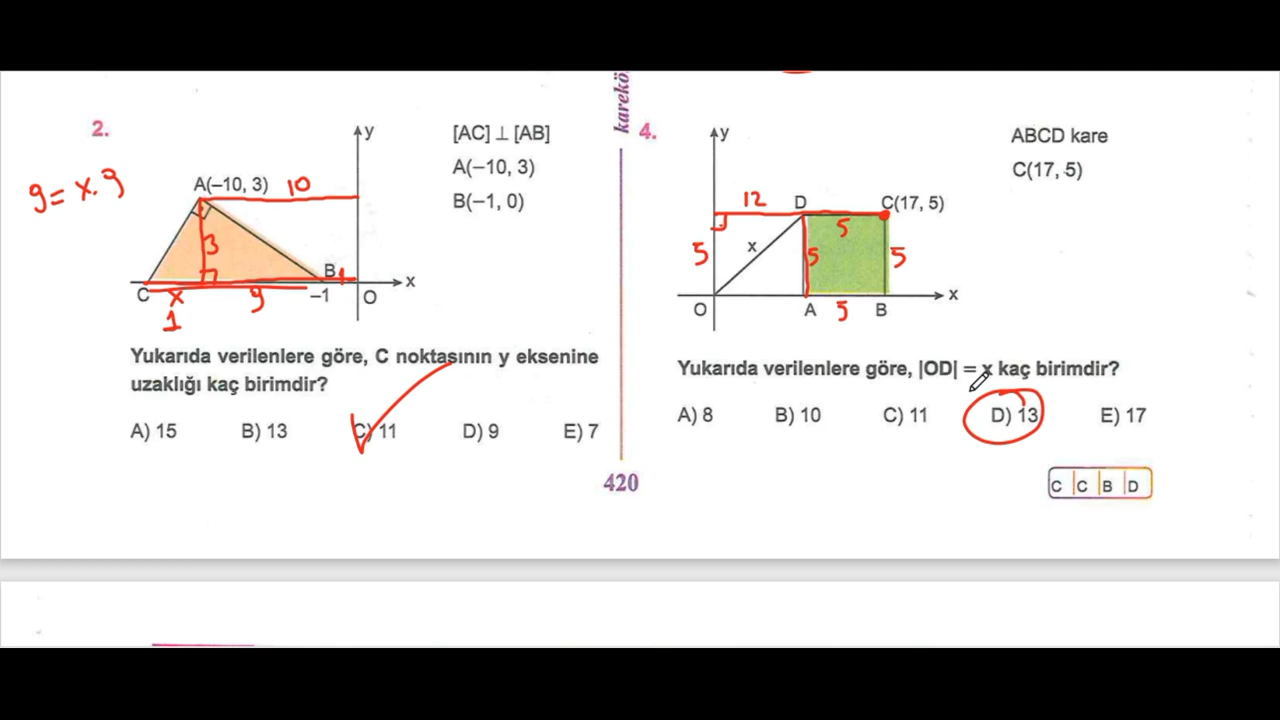 2.
y
[AC] ⊥ [AB]
A(–10, 3)
B(–1, 0)
9 = x.9
A(–10, 3)
10
3
B
1
x
C
x
9
–1
O
1
Yukarıda verilenlere göre, C noktasının y eksenine
uzaklığı kaç birimdir?
A) 15 B) 13 C) 11 D) 9 E) 7
karekö
420
4.
y
ABCD kare
C(17, 5)
12
D
C(17, 5)
5
5
x
5
5
x
O
A
5
B
Yukarıda verilenlere göre, |OD| = x kaç birimdir?
A) 8 B) 10 C) 11 D) 13 E) 17
C C B D